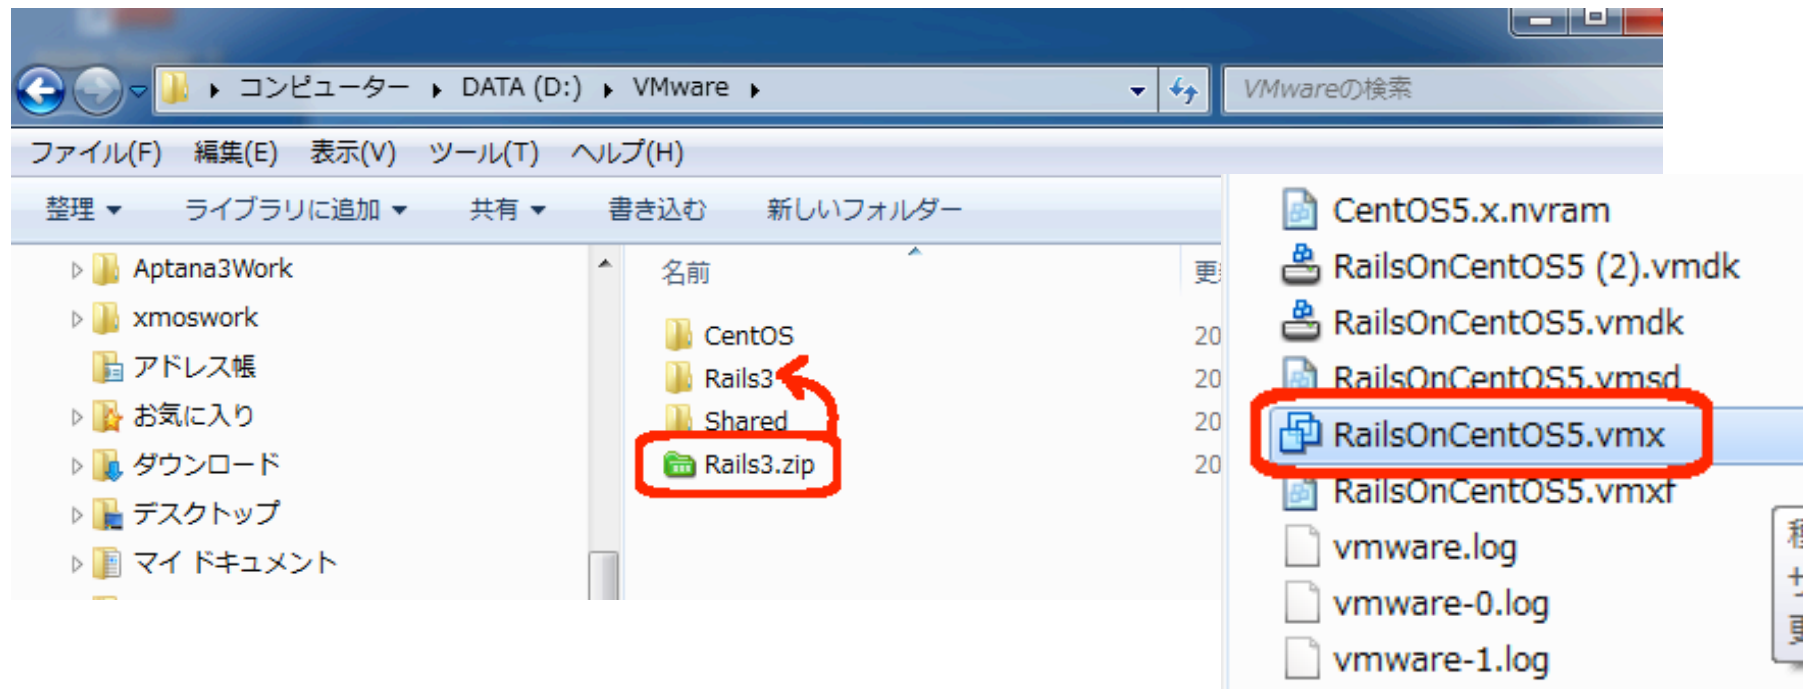 コンピューター ▸ DATA (D:) ▸ VMware ▸
VMwareの検索
ファイル(F) 編集(E) 表示(V) ツール(T) ヘルプ(H)
整理 ▼ ライブラリに追加 ▼ 共有 ▼ 書き込む 新しいフォルダー
Aptana3Work
xmoswork
アドレス帳
お気に入り
ダウンロード
デスクトップ
マイ ドキュメント
名前
CentOS 20
Rails3 20
Shared 20
Rails3.zip 20
CentOS5.x.nvram
RailsOnCentOS5 (2).vmdk
RailsOnCentOS5.vmdk
RailsOnCentOS5.vmsd
RailsOnCentOS5.vmx
RailsOnCentOS5.vmxf
vmware.log
vmware-0.log
vmware-1.log